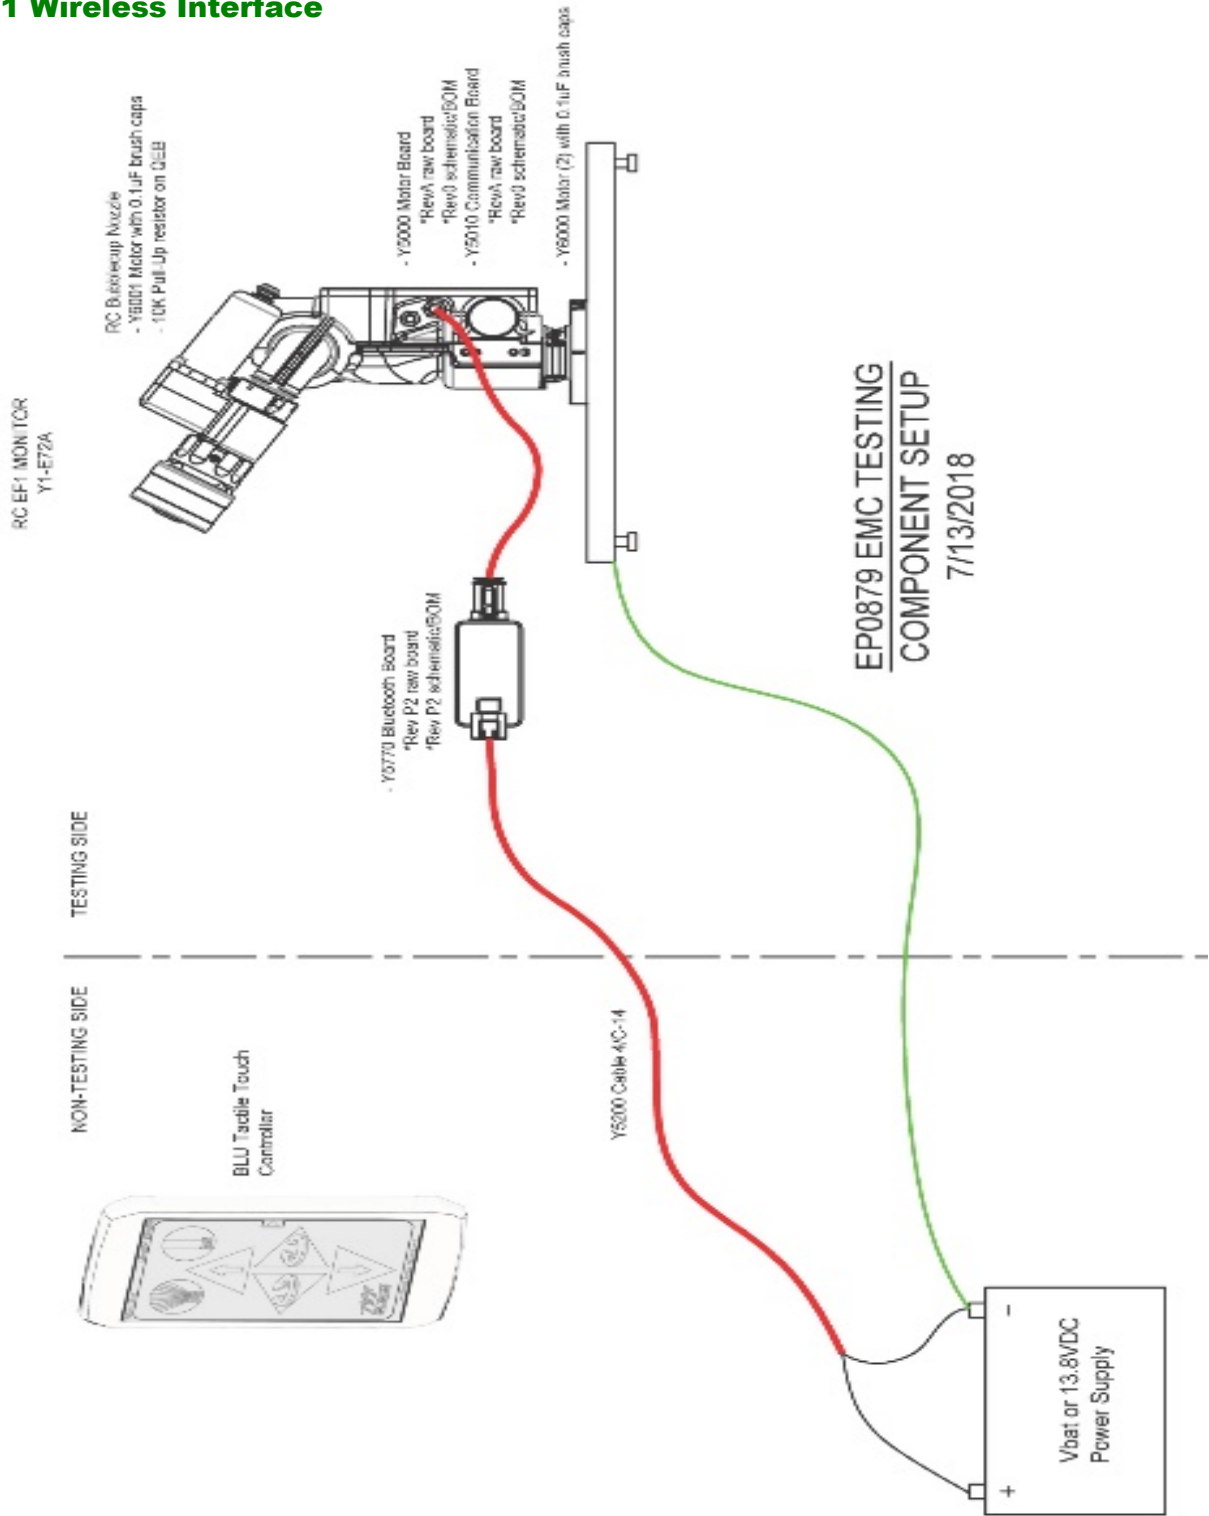 1 Wireless Interface
RC EF1 MONITOR
Y1-E72A
RC Bubblecup Nozzle
- Y6001 Motor with 0.1uF brush caps
- 10K Pull-Up resistor on QEB
- Y5000 Motor Board
*RevA raw board
*Rev0 schematic/BOM
- Y5010 Communication Board
*RevA raw board
*Rev0 schematic/BOM
- Y6000 Motor (2) with 0.1uF brush caps
- Y5770 Bluetooth Board
*Rev P2 raw board
*Rev P2 schematic/BOM
TESTING SIDE
NON-TESTING SIDE
BLU Tactile Touch
Controller
Y5200 Cable 4/C-14
EP0879 EMC TESTING
COMPONENT SETUP
7/13/2018
Vbat or 13.8VDC
Power Supply
+
-